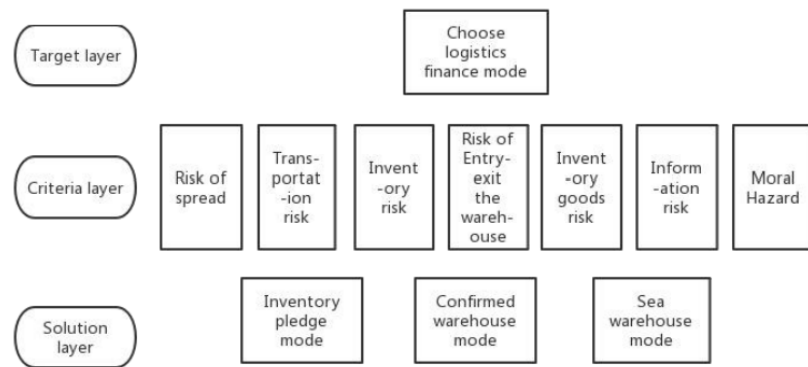 Target layer
Choose
logistics
finance mode
Criteria layer
Risk of
spread
Trans-
portat
-ion
risk
Invent
-ory
risk
Risk of
Entry-
exit
the
wareh-
ouse
Invent
-ory
goods
risk
Inform
-ation
risk
Moral
Hazard
Solution
layer
Inventory
pledge
mode
Confirmed
warehouse
mode
Sea
warehouse
mode